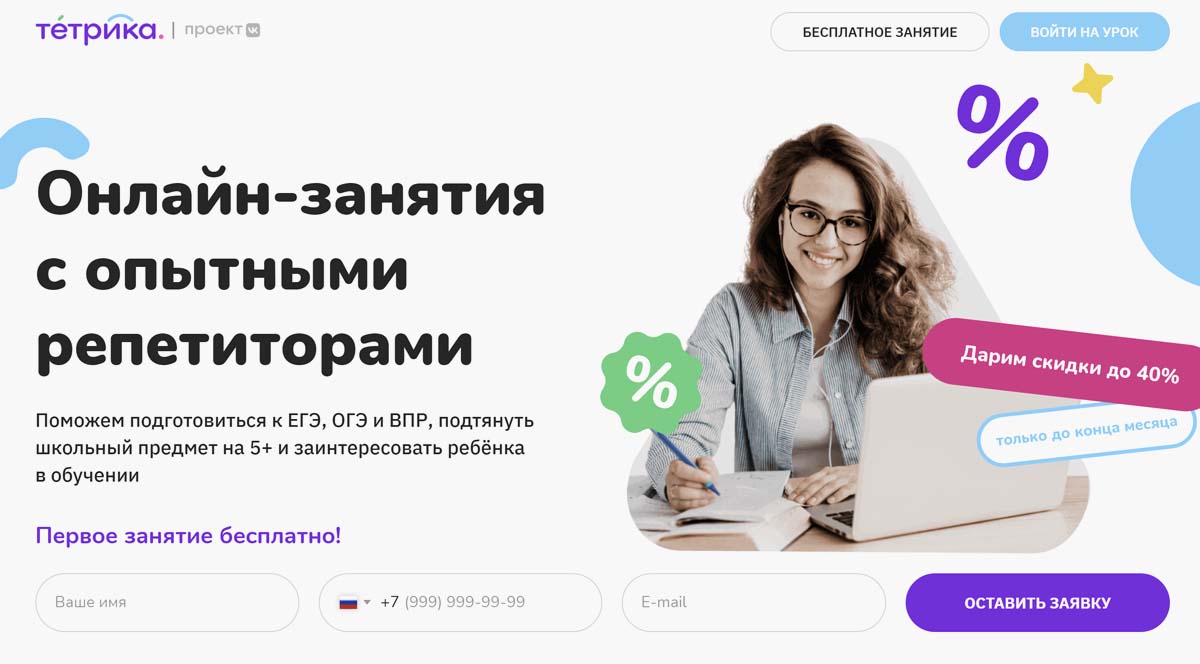 тетрика. | проект
БЕСПЛАТНОЕ ЗАНЯТИЕ
ВОЙТИ НА УРОК
%
Онлайн-занятия
с опытными
репетиторами
%
Дарим скидки до 40%
только до конца месяца
Поможем подготовиться к ЕГЭ, ОГЭ и ВПР, подтянуть
школьный предмет на 5+ и заинтересовать ребёнка
в обучении
Первое занятие бесплатно!
Ваше имя
+7 (999) 999-99-99
E-mail
ОСТАВИТЬ ЗАЯВКУ